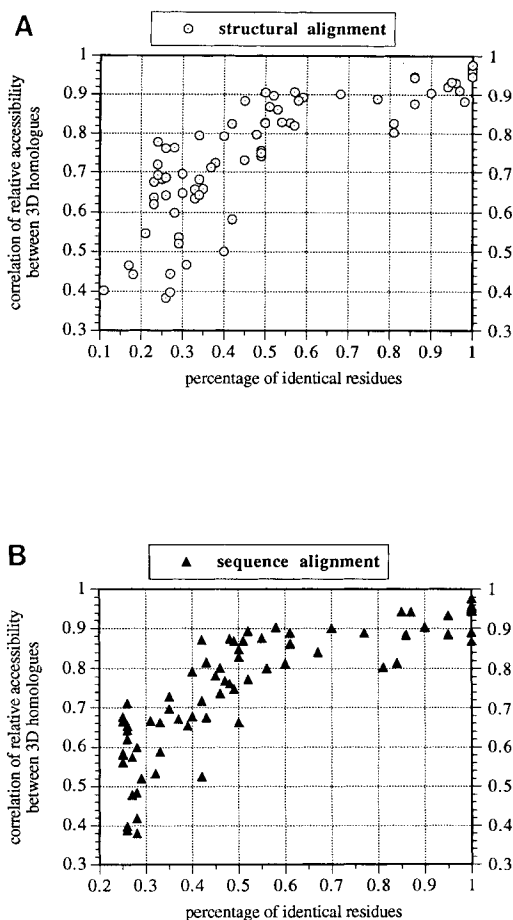 A
structural alignment
correlation of relative accessibility
between 3D homologues
1
0.9
0.8
0.7
0.6
0.5
0.4
0.3
1
0.9
0.8
0.7
0.6
0.5
0.4
0.3
0.1 0.2 0.3 0.4 0.5 0.6 0.7 0.8 0.9 1
percentage of identical residues
B
sequence alignment
correlation of relative accessibility
between 3D homologues
1
0.9
0.8
0.7
0.6
0.5
0.4
0.3
1
0.9
0.8
0.7
0.6
0.5
0.4
0.3
0.2 0.3 0.4 0.5 0.6 0.7 0.8 0.9 1
percentage of identical residues